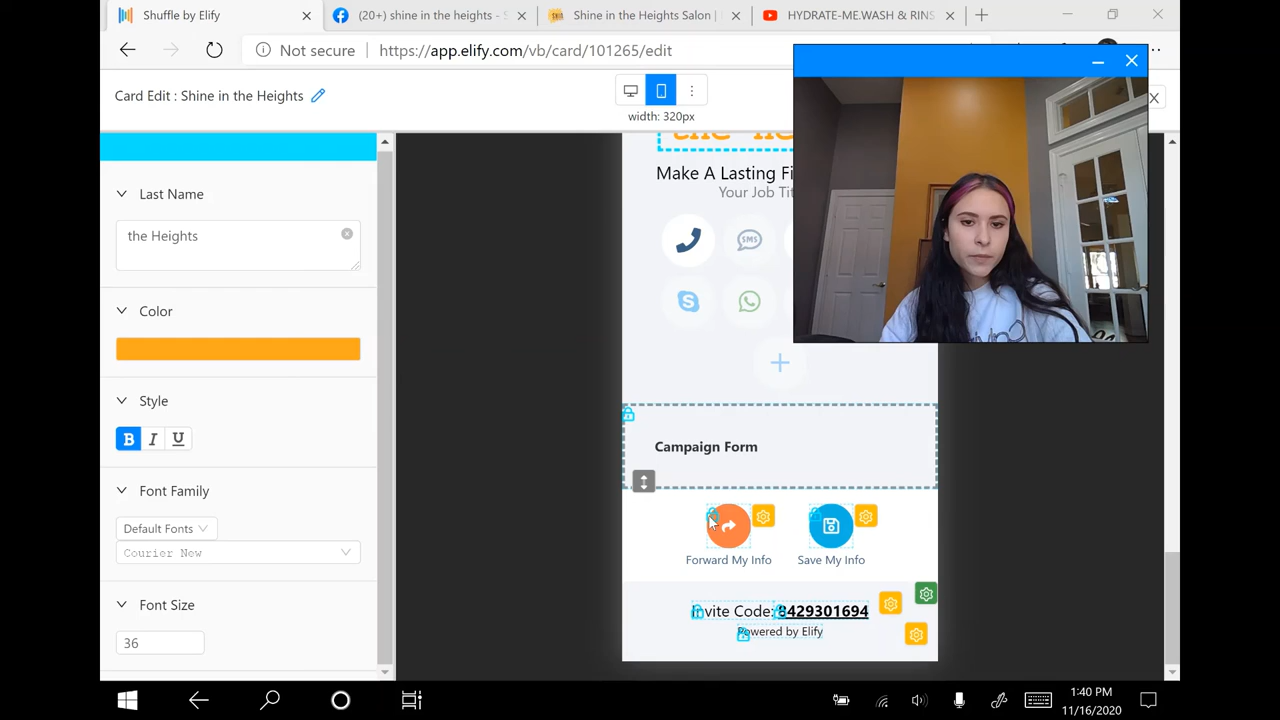 Shuffle by Elify
(20+) shine in the heights - S
Shine in the Heights Salon |
HYDRATE-ME.WASH & RINS
Not secure https://app.elify.com/vb/card/101265/edit
Card Edit : Shine in the Heights
width: 320px
Last Name
the Heights
Color
Style
B I U
Font Family
Default Fonts
Courier New
Font Size
36
Make A Lasting Fi
Your Job Tit
SMS
Campaign Form
Forward My Info
Save My Info
Invite Code: 8429301694
Powered by Elify
1:40 PM
11/16/2020